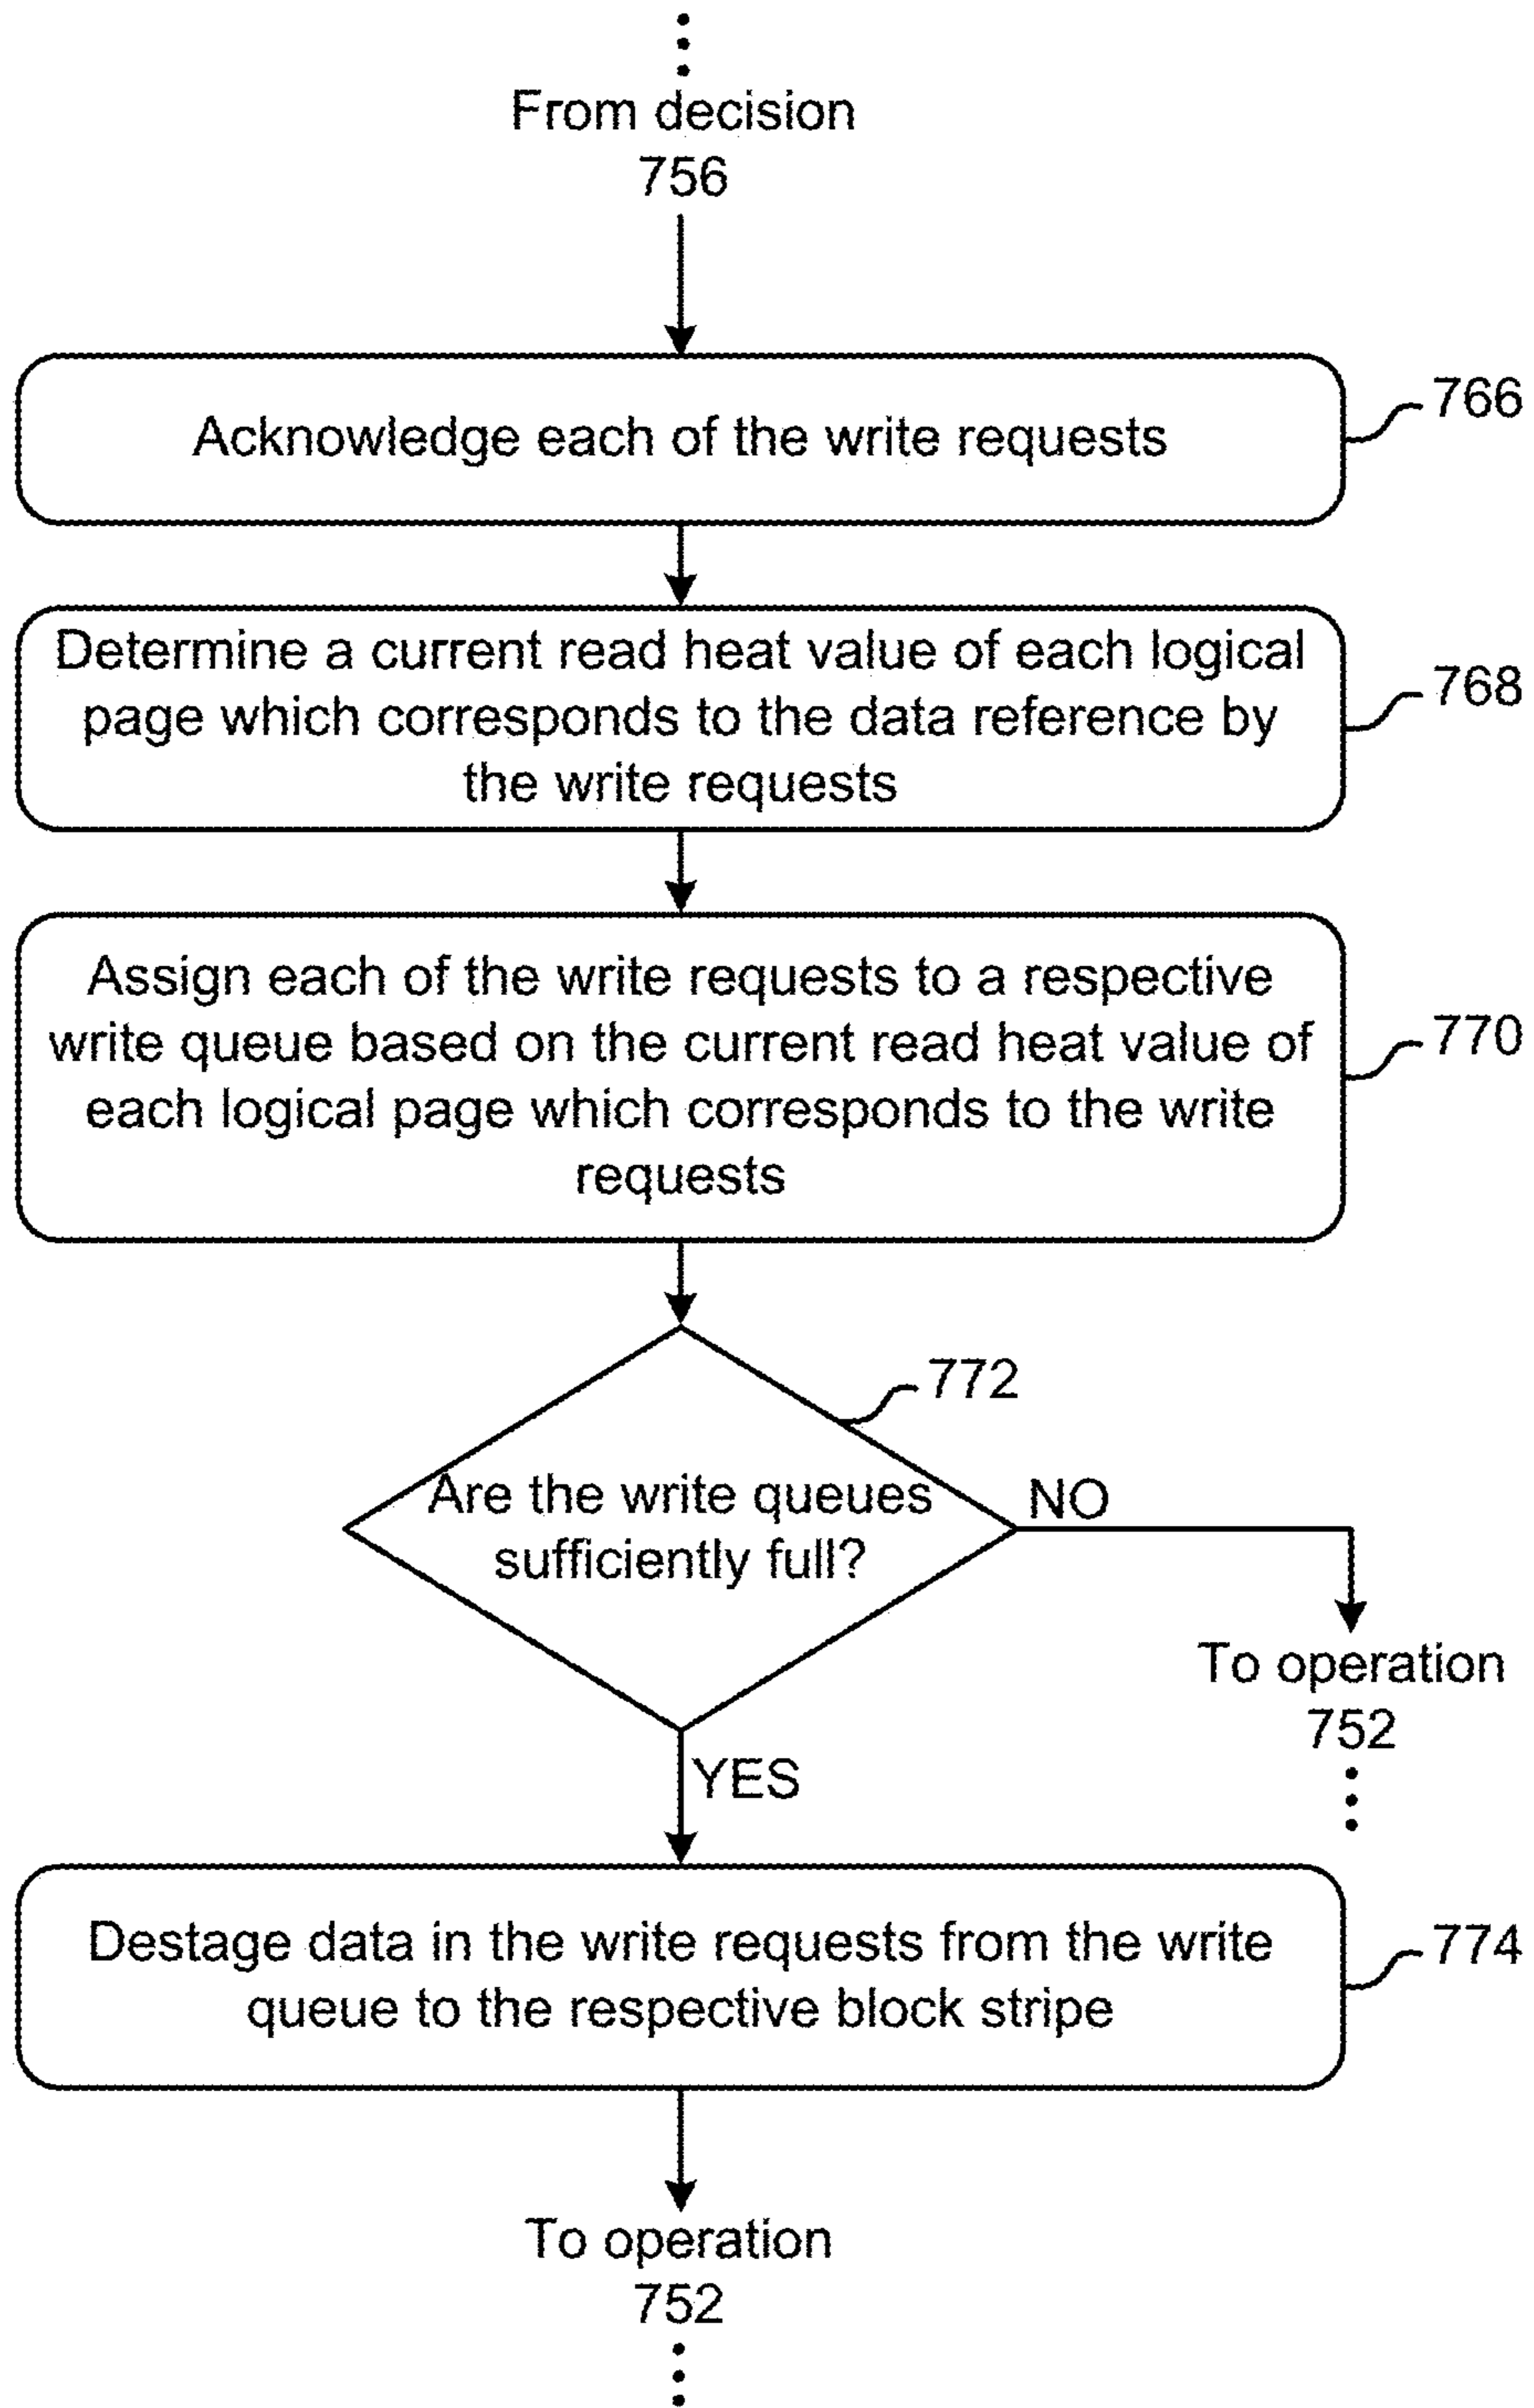 From decision
756
Acknowledge each of the write requests
766
Determine a current read heat value of each logical
page which corresponds to the data reference by
the write requests
768
Assign each of the write requests to a respective
write queue based on the current read heat value of
each logical page which corresponds to the write
requests
770
772
Are the write queues
sufficiently full?
NO
To operation
752
YES
Destage data in the write requests from the write
queue to the respective block stripe
774
To operation
752